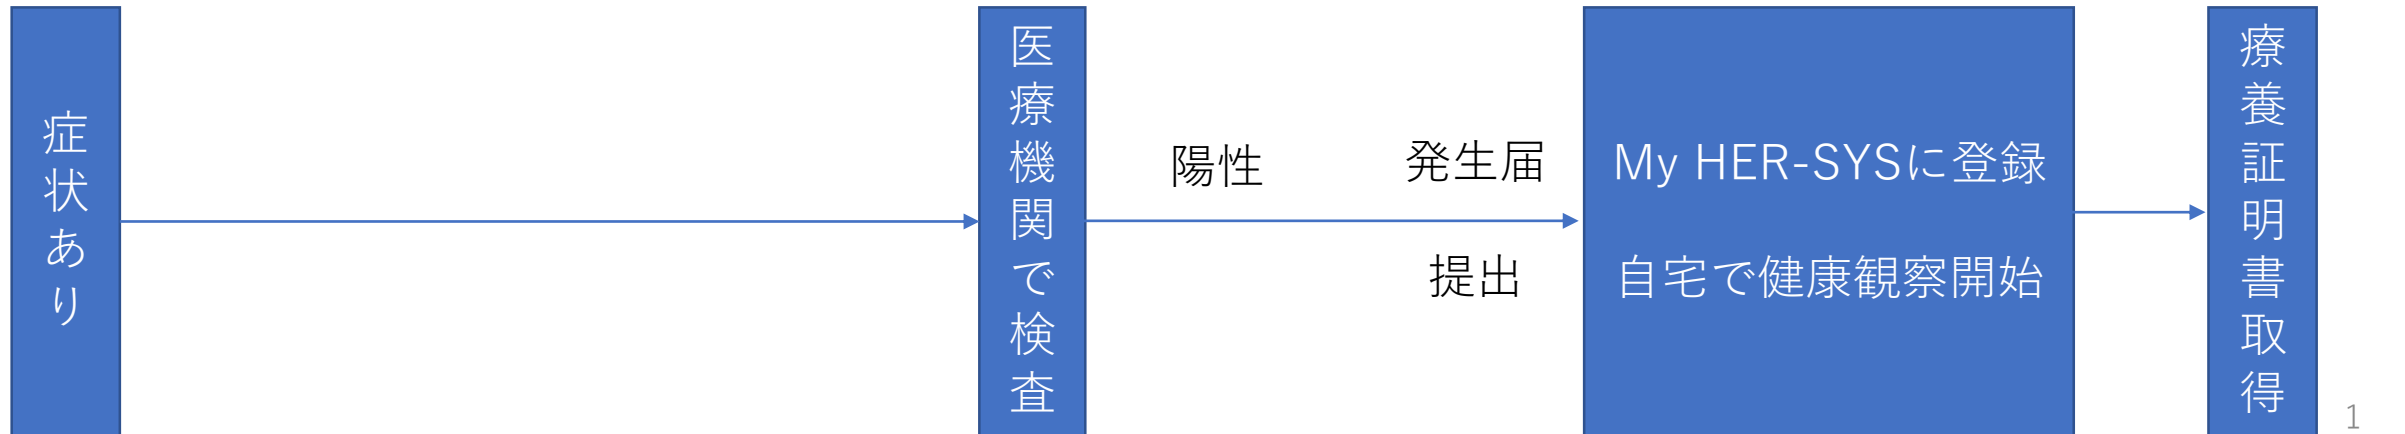 症状あり
医療機関で検査
陽性
発生届
提出
My HER-SYSに登録
自宅で健康観察開始
療養証明書取得
1